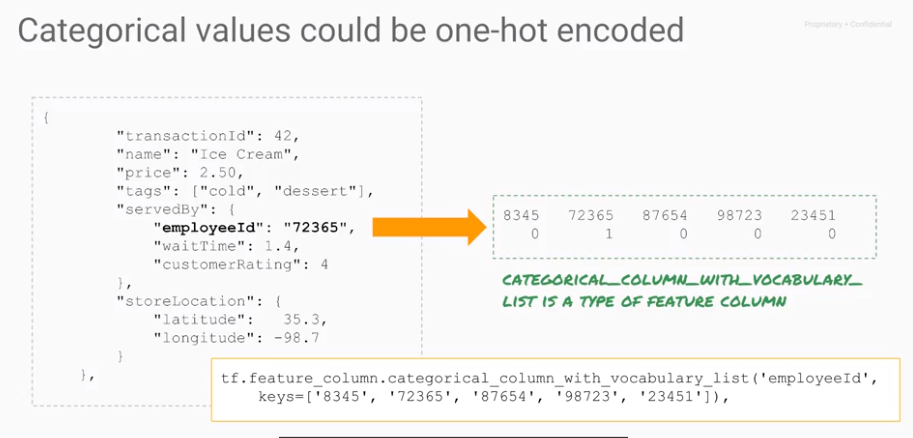 Categorical values could be one-hot encoded
Proprietary + Confidential
{
"transactionId": 42,
"name": "Ice Cream",
"price": 2.50,
"tags": ["cold", "dessert"],
"servedBy": {
"employeeId": "72365",
"waitTime": 1.4,
"customerRating": 4
},
"storeLocation": {
"latitude": 35.3,
"longitude": -98.7
}
},
8345 72365 87654 98723 23451
0 1 0 0 0
CATEGORICAL_COLUMN_WITH_VOCABULARY_
LIST IS A TYPE OF FEATURE COLUMN
tf.feature_column.categorical_column_with_vocabulary_list('employeeId',
keys=['8345', '72365', '87654', '98723', '23451']),